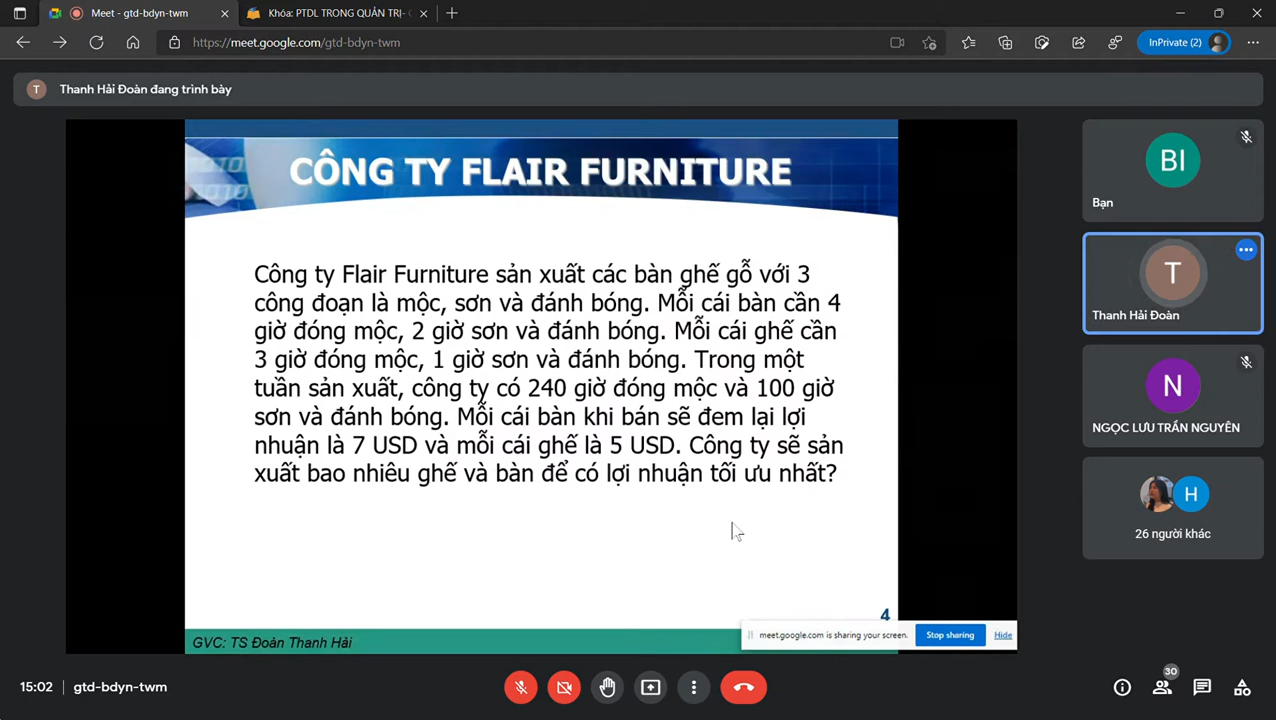 Meet - gtd-bdyn-twm
Khóa: PTDL TRONG QUẢN TRỊ-
https://meet.google.com/gtd-bdyn-twm
InPrivate (2)
T
Thanh Hải Đoàn đang trình bày
CÔNG TY FLAIR FURNITURE
Công ty Flair Furniture sản xuất các bàn ghế gỗ với 3
công đoạn là mộc, sơn và đánh bóng. Mỗi cái bàn cần 4
giờ đóng mộc, 2 giờ sơn và đánh bóng. Mỗi cái ghế cần
3 giờ đóng mộc, 1 giờ sơn và đánh bóng. Trong một
tuần sản xuất, công ty có 240 giờ đóng mộc và 100 giờ
sơn và đánh bóng. Mỗi cái bàn khi bán sẽ đem lại lợi
nhuận là 7 USD và mỗi cái ghế là 5 USD. Công ty sẽ sản
xuất bao nhiêu ghế và bàn để có lợi nhuận tối ưu nhất?
4
GVC: TS Đoàn Thanh Hải
meet.google.com is sharing your screen.
Stop sharing
Hide
BI
Bạn
T
Thanh Hải Đoàn
N
NGỌC LƯU TRẦN NGUYÊN
H
26 người khác
15:02 | gtd-bdyn-twm
30